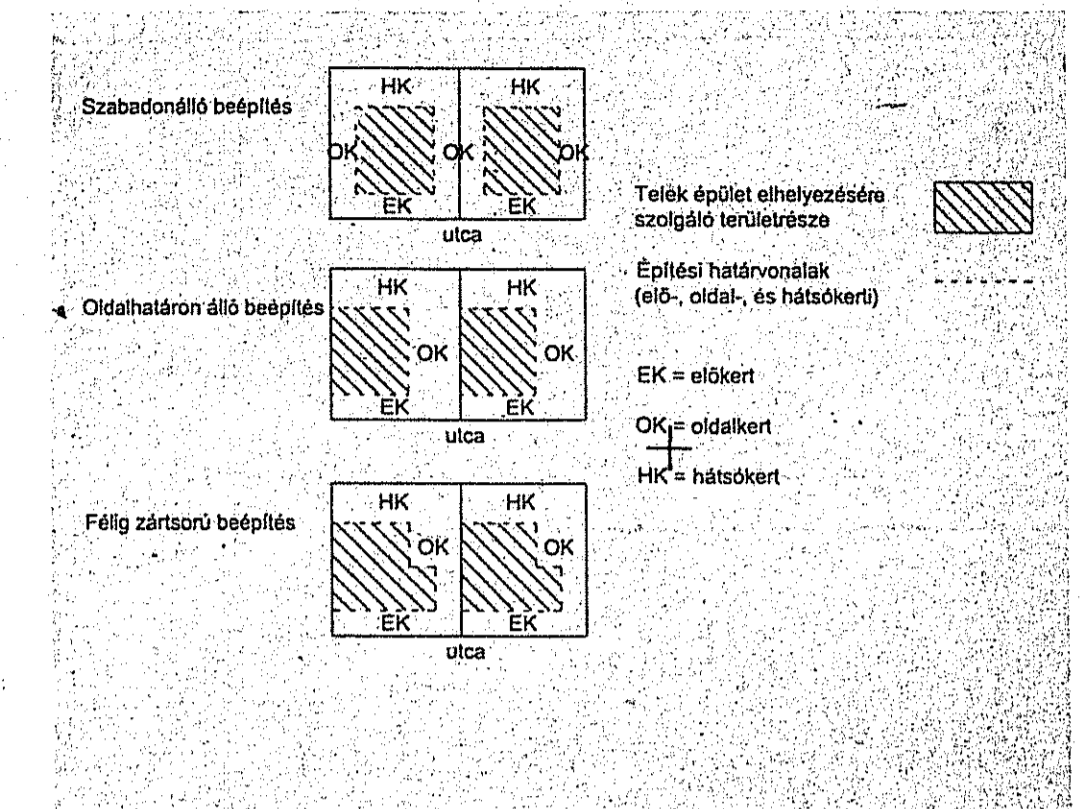 Szabadonálló beépítés
HK
HK
OK
OK
OK
EK
EK
utca
Telek épület elhelyezésére
szolgáló területrésze
Építési határvonalak
(elő-, oldal-, és hátsókerti)
Oldalhatáron álló beépítés
HK
HK
OK
OK
EK
EK
utca
EK = előkert
OK = oldalkert
HK = hátsókert
Félig zártsorú beépítés
HK
HK
OK
OK
EK
EK
utca